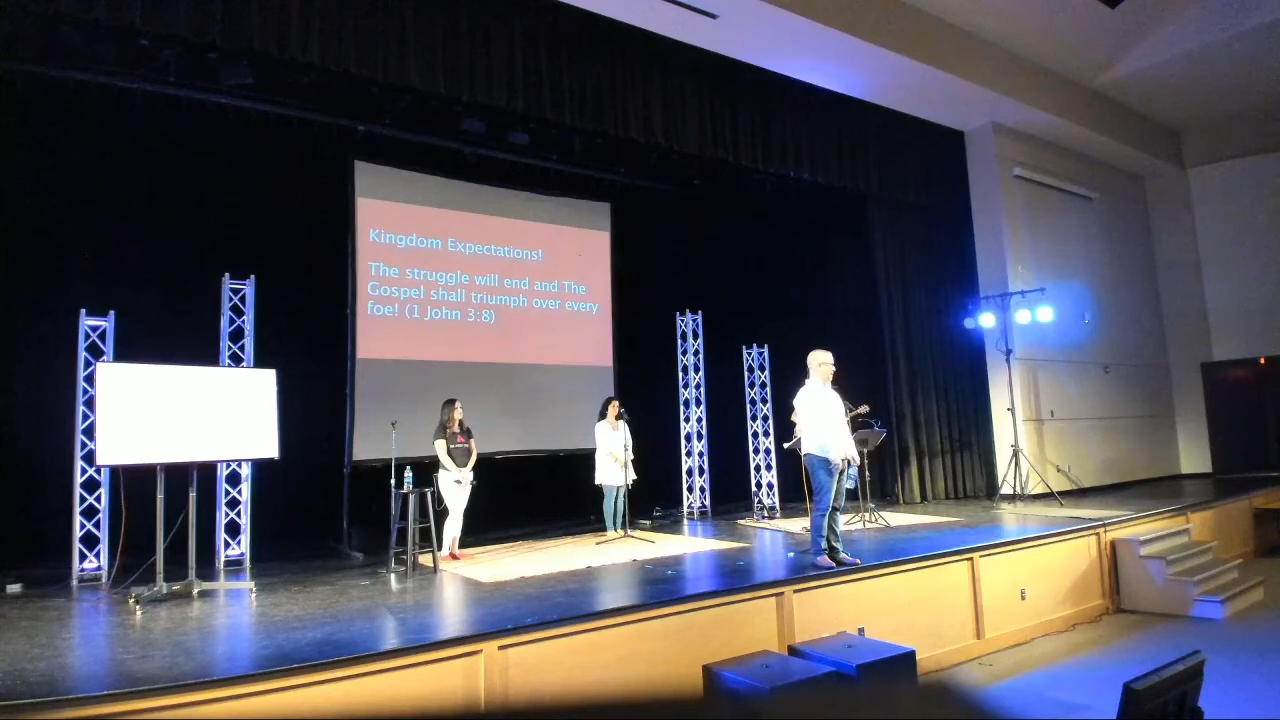 Kingdom Expectations!
The struggle will end and The
Gospel shall triumph over every
foe! (1 John 3:8)